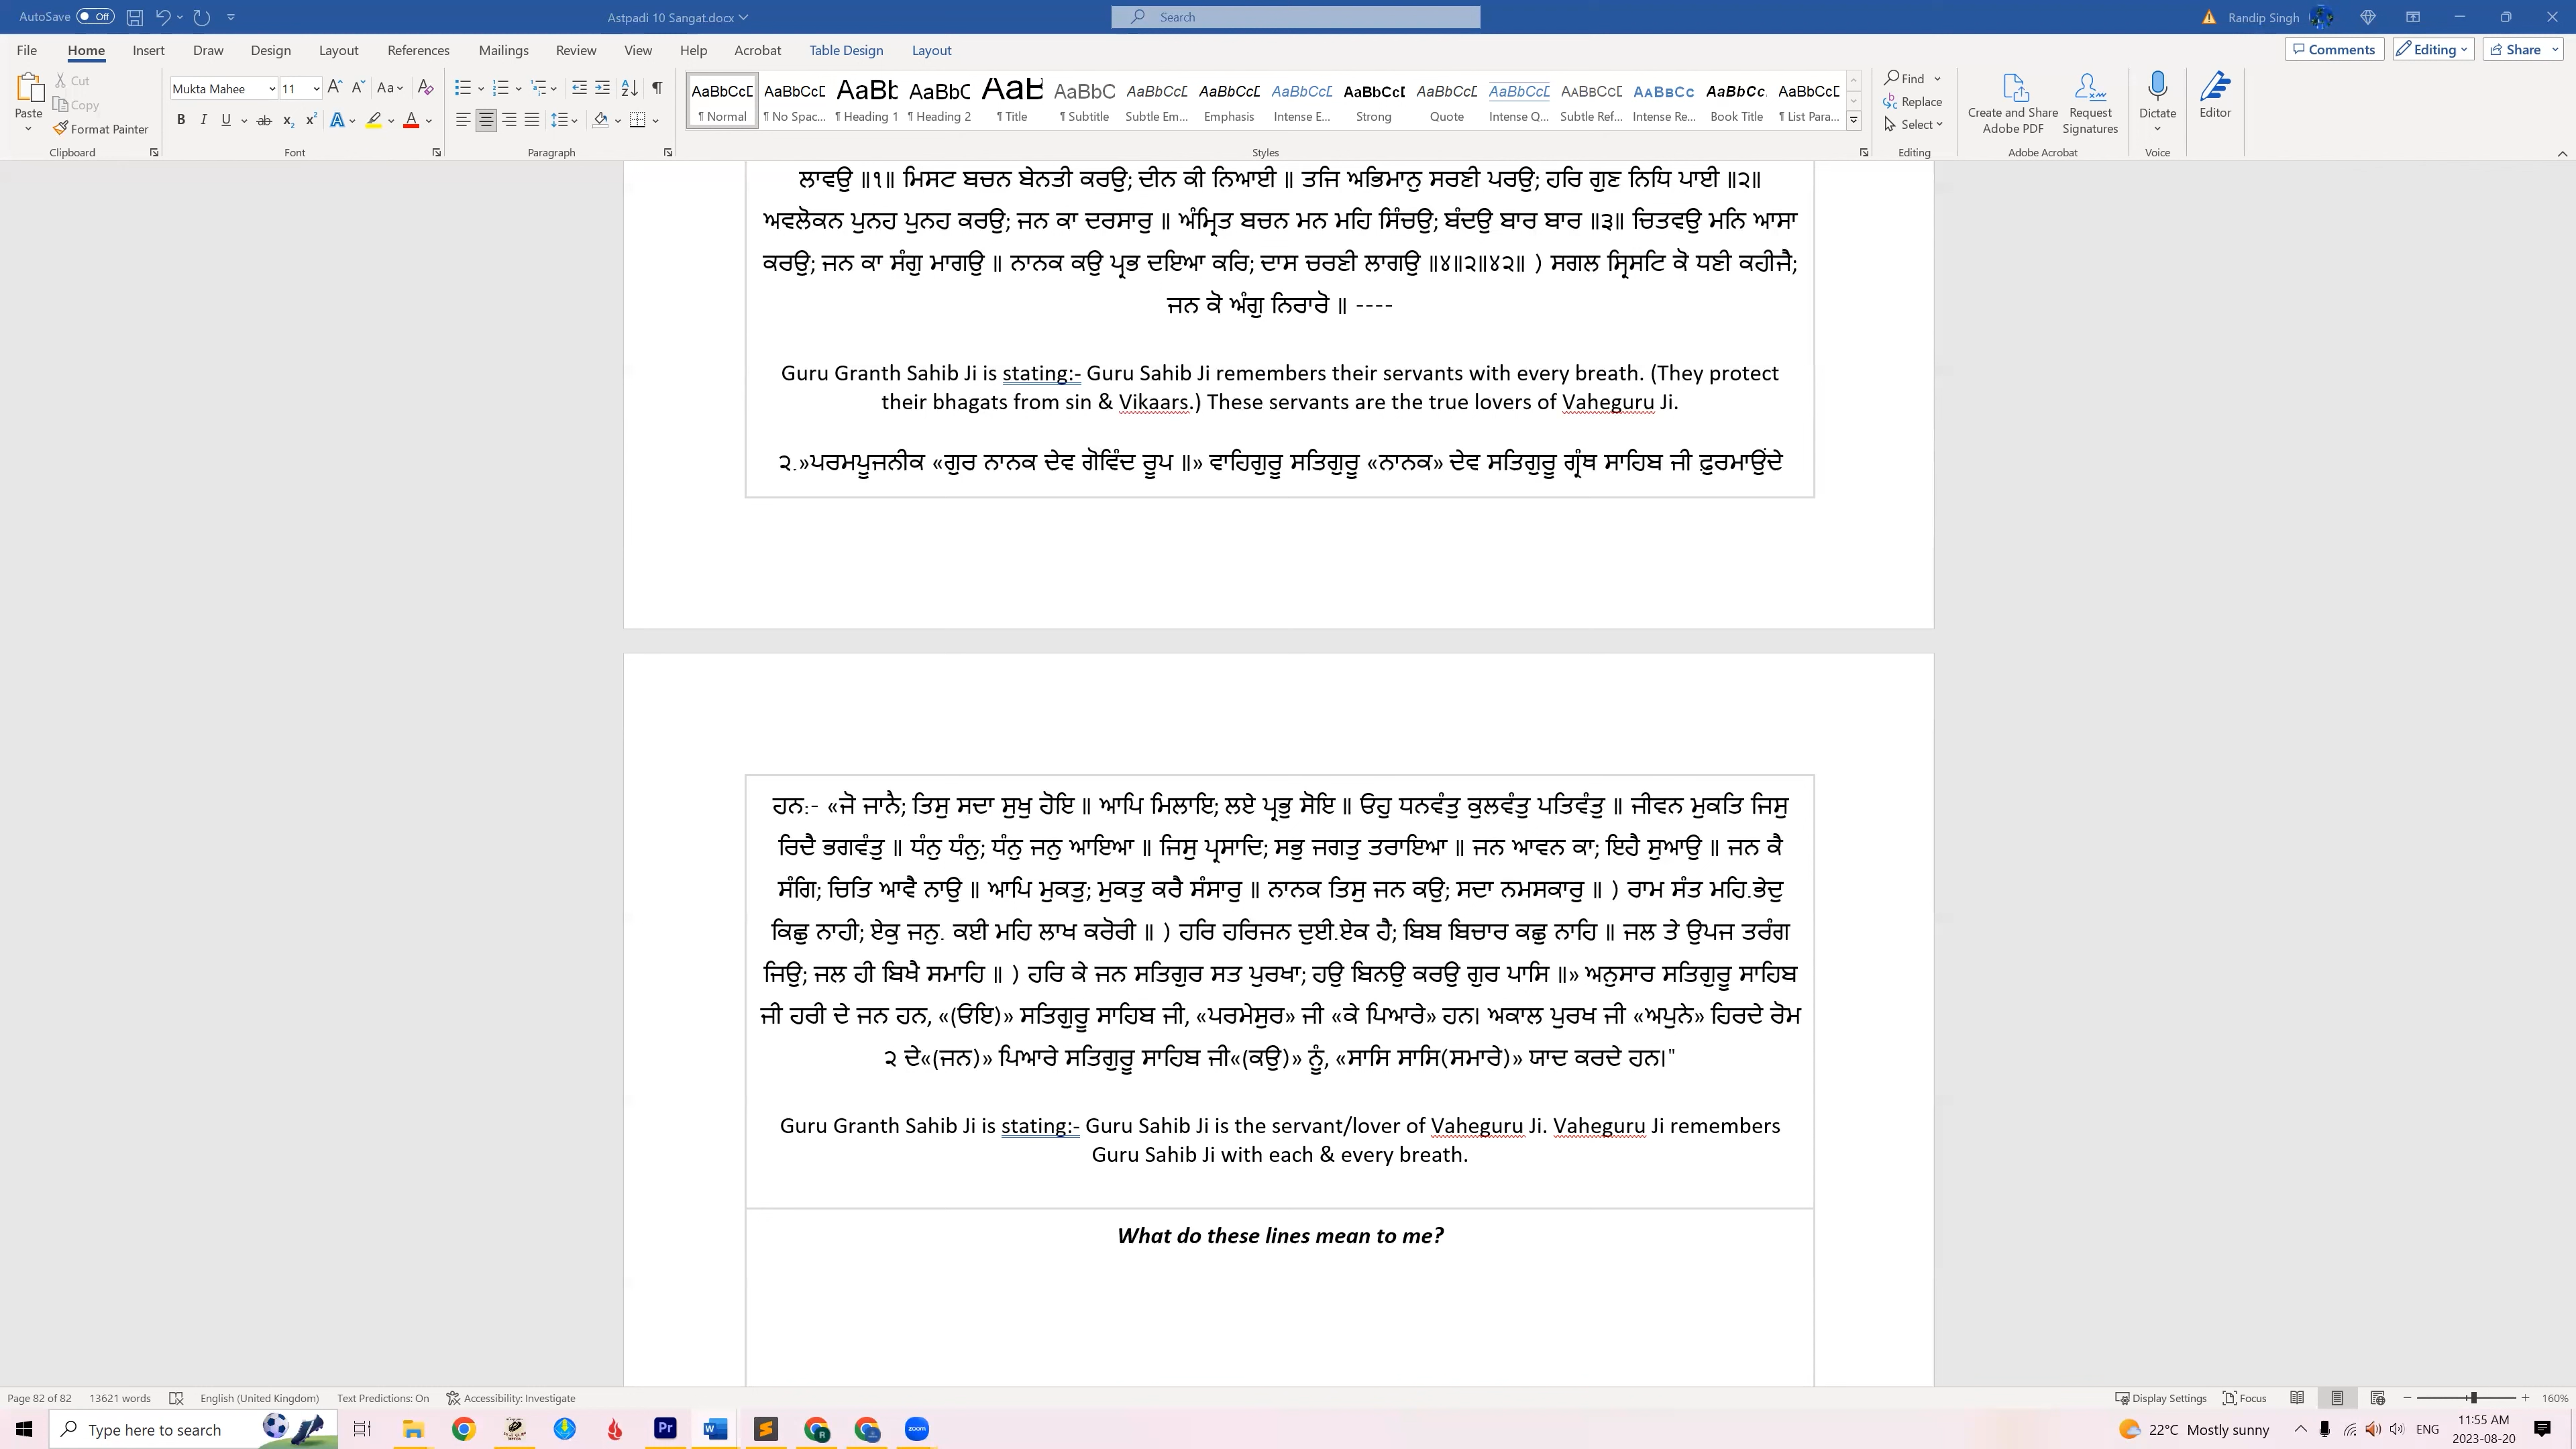 AutoSave Off
Astpadi 10 Sangat.docx
Search
Randip Singh
File Home Insert Draw Design Layout References Mailings Review View Help Acrobat Table Design Layout
Comments Editing Share
Paste Cut Copy Format Painter
Mukta Mahee 11
AaBbCcD AaBbCcD AaBb AaBbC AaB AaBbC AaBbCcD AaBbCcD AaBbCcD AaBbCcD AaBbCcD AaBbCcD AaBbCcD AaBbCc AaBbCc AaBbCcD
¶ Normal ¶ No Spac... ¶ Heading 1 ¶ Heading 2 ¶ Title ¶ Subtitle Subtle Em... Emphasis Intense E... Strong Quote Intense Q... Subtle Ref... Intense Re... Book Title ¶ List Para...
Find Replace Select
Create and Share Adobe PDF
Request Signatures
Dictate
Editor
Clipboard Font Paragraph Styles Editing Adobe Acrobat Voice
ਲਾਵਉ ॥੧॥ ਮਿਸਟ ਬਚਨ ਬੇਨਤੀ ਕਰਉ; ਦੀਨ ਕੀ ਨਿਆਈ ॥ ਤਜਿ ਅਭਿਮਾਨੁ ਸਰਣੀ ਪਰਉ; ਹਰਿ ਗੁਣ ਨਿਧਿ ਪਾਈ ॥੨॥
ਅਵਲੋਕਨ ਪੁਨਹ ਪੁਨਹ ਕਰਉ; ਜਨ ਕਾ ਦਰਸਾਰੁ ॥ ਅੰਮ੍ਰਿਤ ਬਚਨ ਮਨ ਮਹਿ ਸਿੰਚਉ; ਬੰਦਉ ਬਾਰ ਬਾਰ ॥੩॥ ਚਿਤਵਉ ਮਨਿ ਆਸਾ
ਕਰਉ; ਜਨ ਕਾ ਸੰਗੁ ਮਾਗਉ ॥ ਨਾਨਕ ਕਉ ਪ੍ਰਭ ਦਇਆ ਕਰਿ; ਦਾਸ ਚਰਣੀ ਲਾਗਉ ॥੪॥੨॥੪੨॥ ) ਸਗਲ ਸ੍ਰਿਸਟਿ ਕੋ ਧਣੀ ਕਹੀਜੈ;
ਜਨ ਕੋ ਅੰਗੁ ਨਿਰਾਰੋ ॥ ----
Guru Granth Sahib Ji is stating:- Guru Sahib Ji remembers their servants with every breath. (They protect
their bhagats from sin & Vikaars.) These servants are the true lovers of Vaheguru Ji.
੨.»ਪਰਮਪੂਜਨੀਕ «ਗੁਰ ਨਾਨਕ ਦੇਵ ਗੋਵਿੰਦ ਰੂਪ ॥» ਵਾਹਿਗੁਰੂ ਸਤਿਗੁਰੂ «ਨਾਨਕ» ਦੇਵ ਸਤਿਗੁਰੂ ਗ੍ਰੰਥ ਸਾਹਿਬ ਜੀ ਫ਼ੁਰਮਾਉਂਦੇ
ਹਨ:- «ਜੋ ਜਾਨੈ; ਤਿਸੁ ਸਦਾ ਸੁਖੁ ਹੋਇ ॥ ਆਪਿ ਮਿਲਾਇ; ਲਏ ਪ੍ਰਭੁ ਸੋਇ ॥ ਓਹੁ ਧਨਵੰਤੁ ਕੁਲਵੰਤੁ ਪਤਿਵੰਤੁ ॥ ਜੀਵਨ ਮੁਕਤਿ ਜਿਸੁ
ਰਿਦੈ ਭਗਵੰਤੁ ॥ ਧੰਨੁ ਧੰਨੁ; ਧੰਨੁ ਜਨੁ ਆਇਆ ॥ ਜਿਸੁ ਪ੍ਰਸਾਦਿ; ਸਭੁ ਜਗਤੁ ਤਰਾਇਆ ॥ ਜਨ ਆਵਨ ਕਾ; ਇਹੈ ਸੁਆਉ ॥ ਜਨ ਕੈ
ਸੰਗਿ; ਚਿਤਿ ਆਵੈ ਨਾਉ ॥ ਆਪਿ ਮੁਕਤੁ; ਮੁਕਤੁ ਕਰੈ ਸੰਸਾਰੁ ॥ ਨਾਨਕ ਤਿਸੁ ਜਨ ਕਉ; ਸਦਾ ਨਮਸਕਾਰੁ ॥ ) ਰਾਮ ਸੰਤ ਮਹਿ.ਭੇਦੁ
ਕਿਛੁ ਨਾਹੀ; ਏਕੁ ਜਨੁ. ਕਈ ਮਹਿ ਲਾਖ ਕਰੋਰੀ ॥ ) ਹਰਿ ਹਰਿਜਨ ਦੁਈ.ਏਕ ਹੈ; ਬਿਬ ਬਿਚਾਰ ਕਛੁ ਨਾਹਿ ॥ ਜਲ ਤੇ ਉਪਜ ਤਰੰਗ
ਜਿਉ; ਜਲ ਹੀ ਬਿਖੈ ਸਮਾਹਿ ॥ ) ਹਰਿ ਕੇ ਜਨ ਸਤਿਗੁਰ ਸਤ ਪੁਰਖਾ; ਹਉ ਬਿਨਉ ਕਰਉ ਗੁਰ ਪਾਸਿ ॥» ਅਨੁਸਾਰ ਸਤਿਗੁਰੂ ਸਾਹਿਬ
ਜੀ ਹਰੀ ਦੇ ਜਨ ਹਨ, «(ਓਇ)» ਸਤਿਗੁਰੂ ਸਾਹਿਬ ਜੀ, «ਪਰਮੇਸੁਰ» ਜੀ «ਕੇ ਪਿਆਰੇ» ਹਨ। ਅਕਾਲ ਪੁਰਖ ਜੀ «ਅਪੁਨੇ» ਹਿਰਦੇ ਰੋਮ
੨ ਦੇ«(ਜਨ)» ਪਿਆਰੇ ਸਤਿਗੁਰੂ ਸਾਹਿਬ ਜੀ«(ਕਉ)» ਨੂੰ, «ਸਾਸਿ ਸਾਸਿ(ਸਮਾਰੇ)» ਯਾਦ ਕਰਦੇ ਹਨ।"
Guru Granth Sahib Ji is stating:- Guru Sahib Ji is the servant/lover of Vaheguru Ji. Vaheguru Ji remembers
Guru Sahib Ji with each & every breath.
What do these lines mean to me?
Page 82 of 82 13621 words English (United Kingdom) Text Predictions: On Accessibility: Investigate Display Settings Focus 160%
Type here to search
22°C Mostly sunny ENG
11:55 AM
2023-08-20